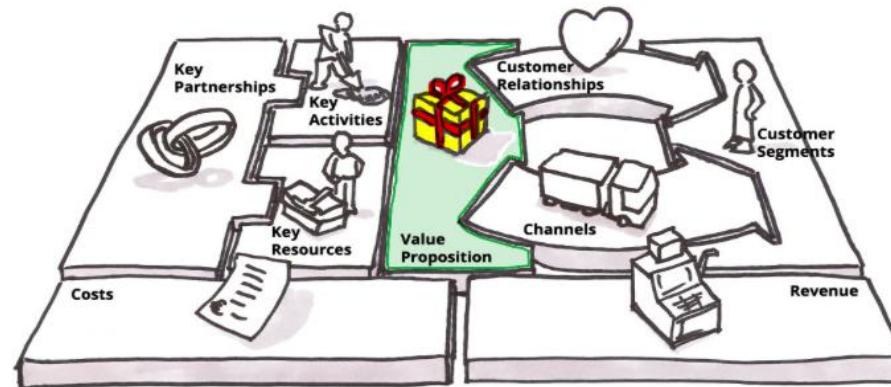 Key
Partnerships
Key
Activities
Key
Resources
Value
Proposition
Customer
Relationships
Channels
Customer
Segments
Costs
€
Revenue